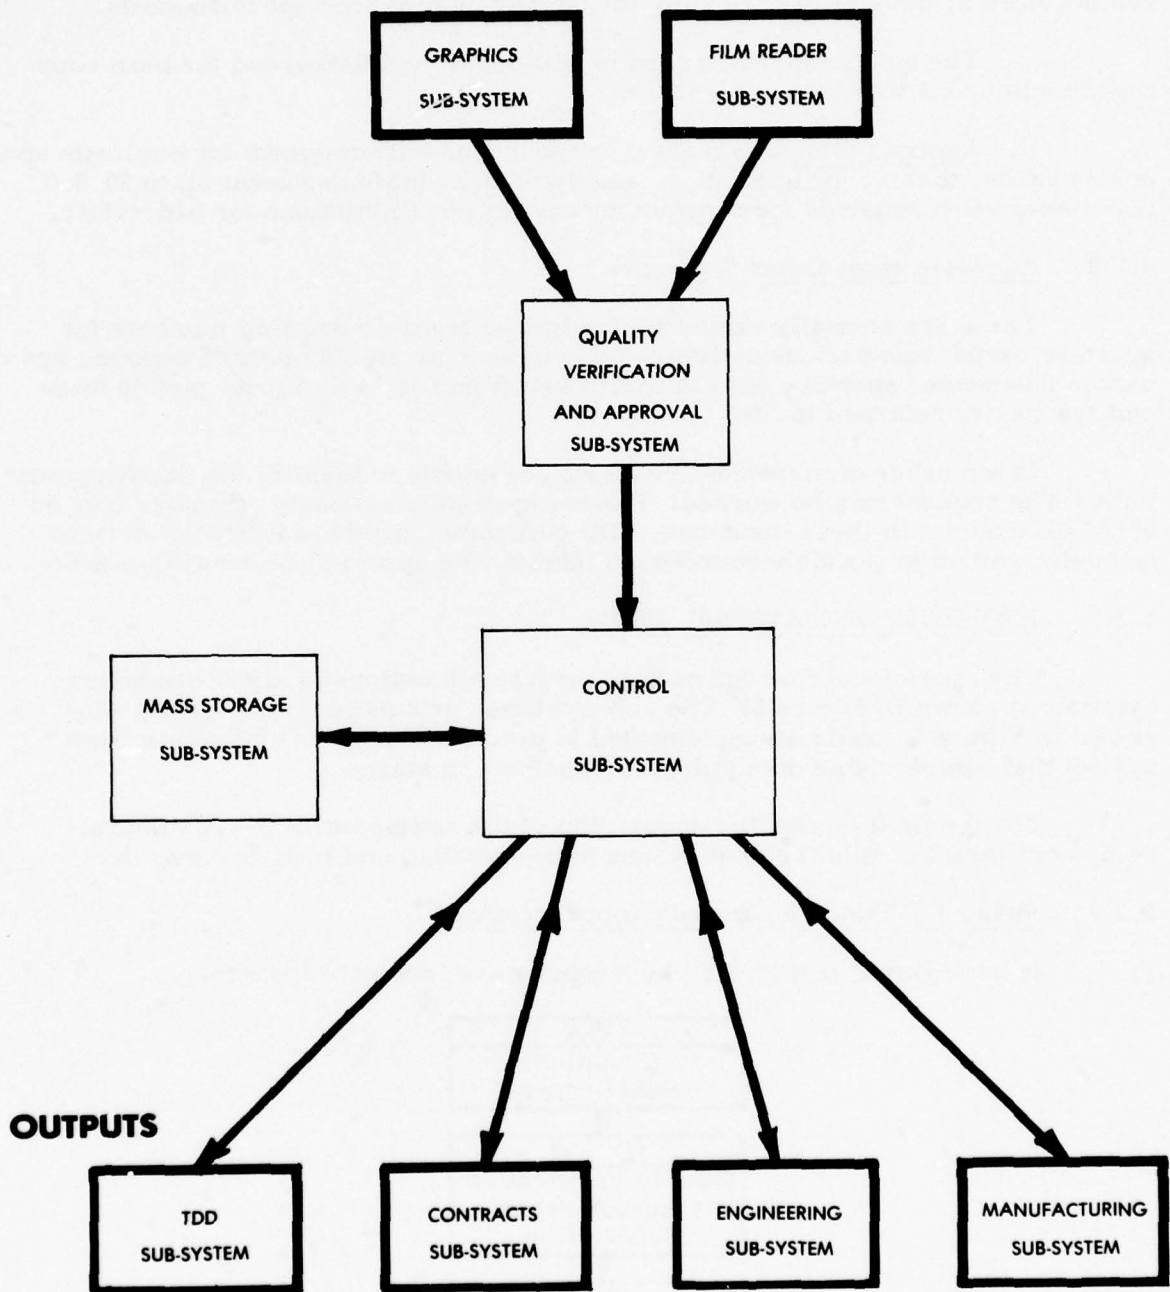 GRAPHICS
SUB-SYSTEM
FILM READER
SUB-SYSTEM
QUALITY
VERIFICATION
AND APPROVAL
SUB-SYSTEM
MASS STORAGE
SUB-SYSTEM
CONTROL
SUB-SYSTEM
OUTPUTS
TDD
SUB-SYSTEM
CONTRACTS
SUB-SYSTEM
ENGINEERING
SUB-SYSTEM
MANUFACTURING
SUB-SYSTEM